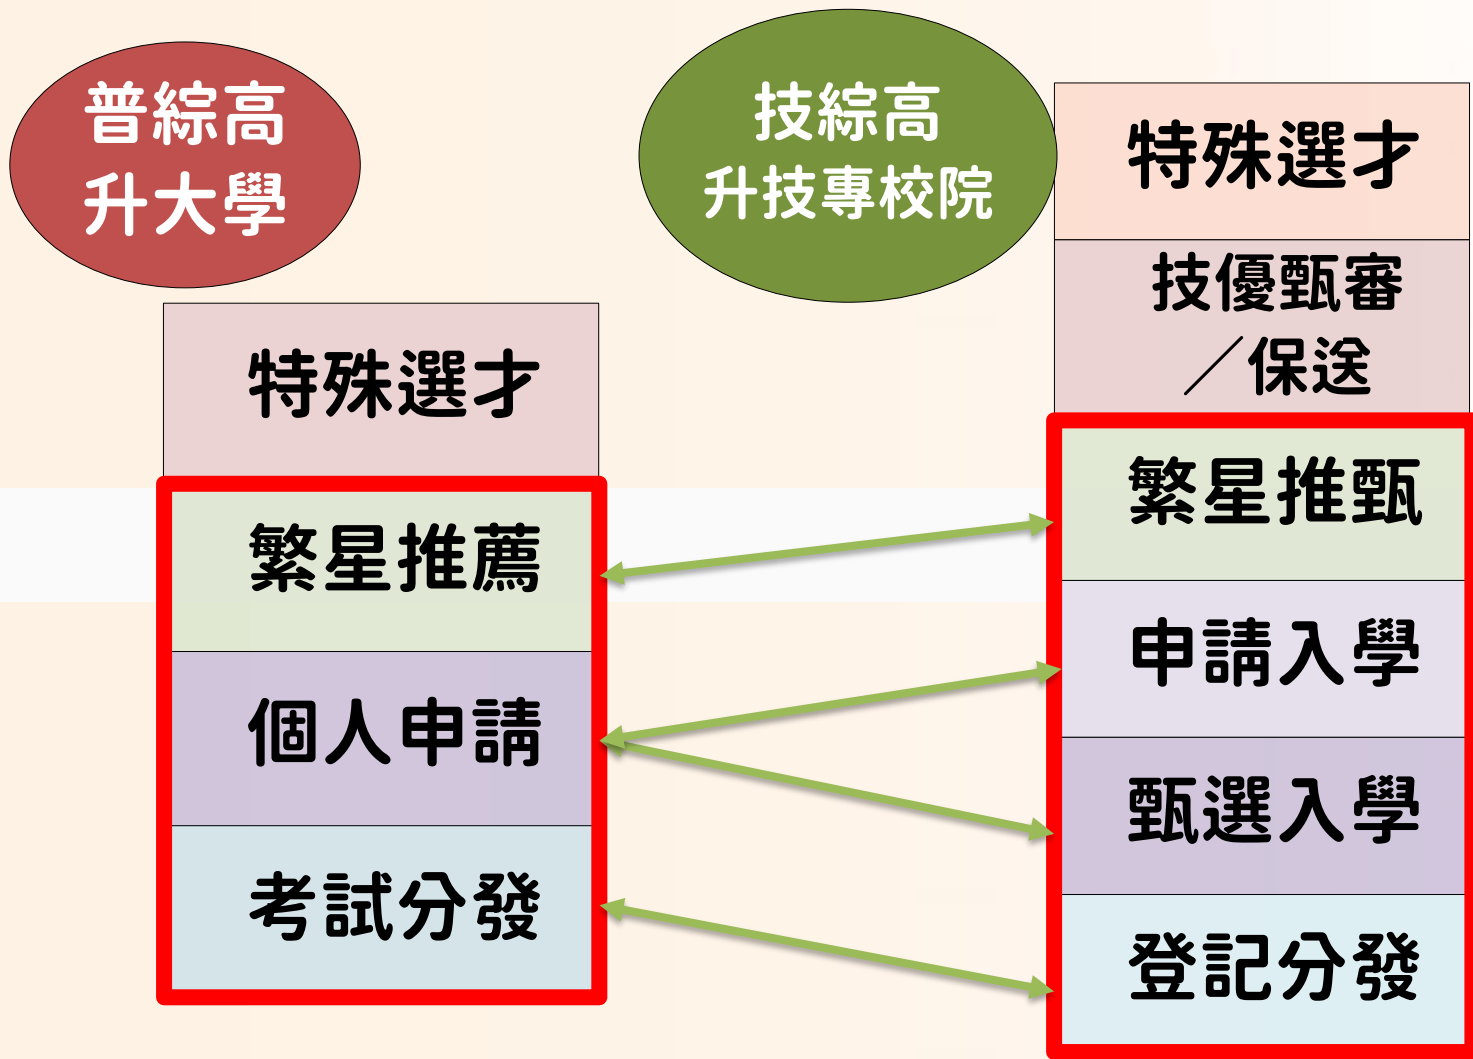 普綜高
升大學
特殊選才
繁星推薦
個人申請
考試分發
技綜高
升技專校院
特殊選才
技優甄審
／保送
繁星推甄
申請入學
甄選入學
登記分發